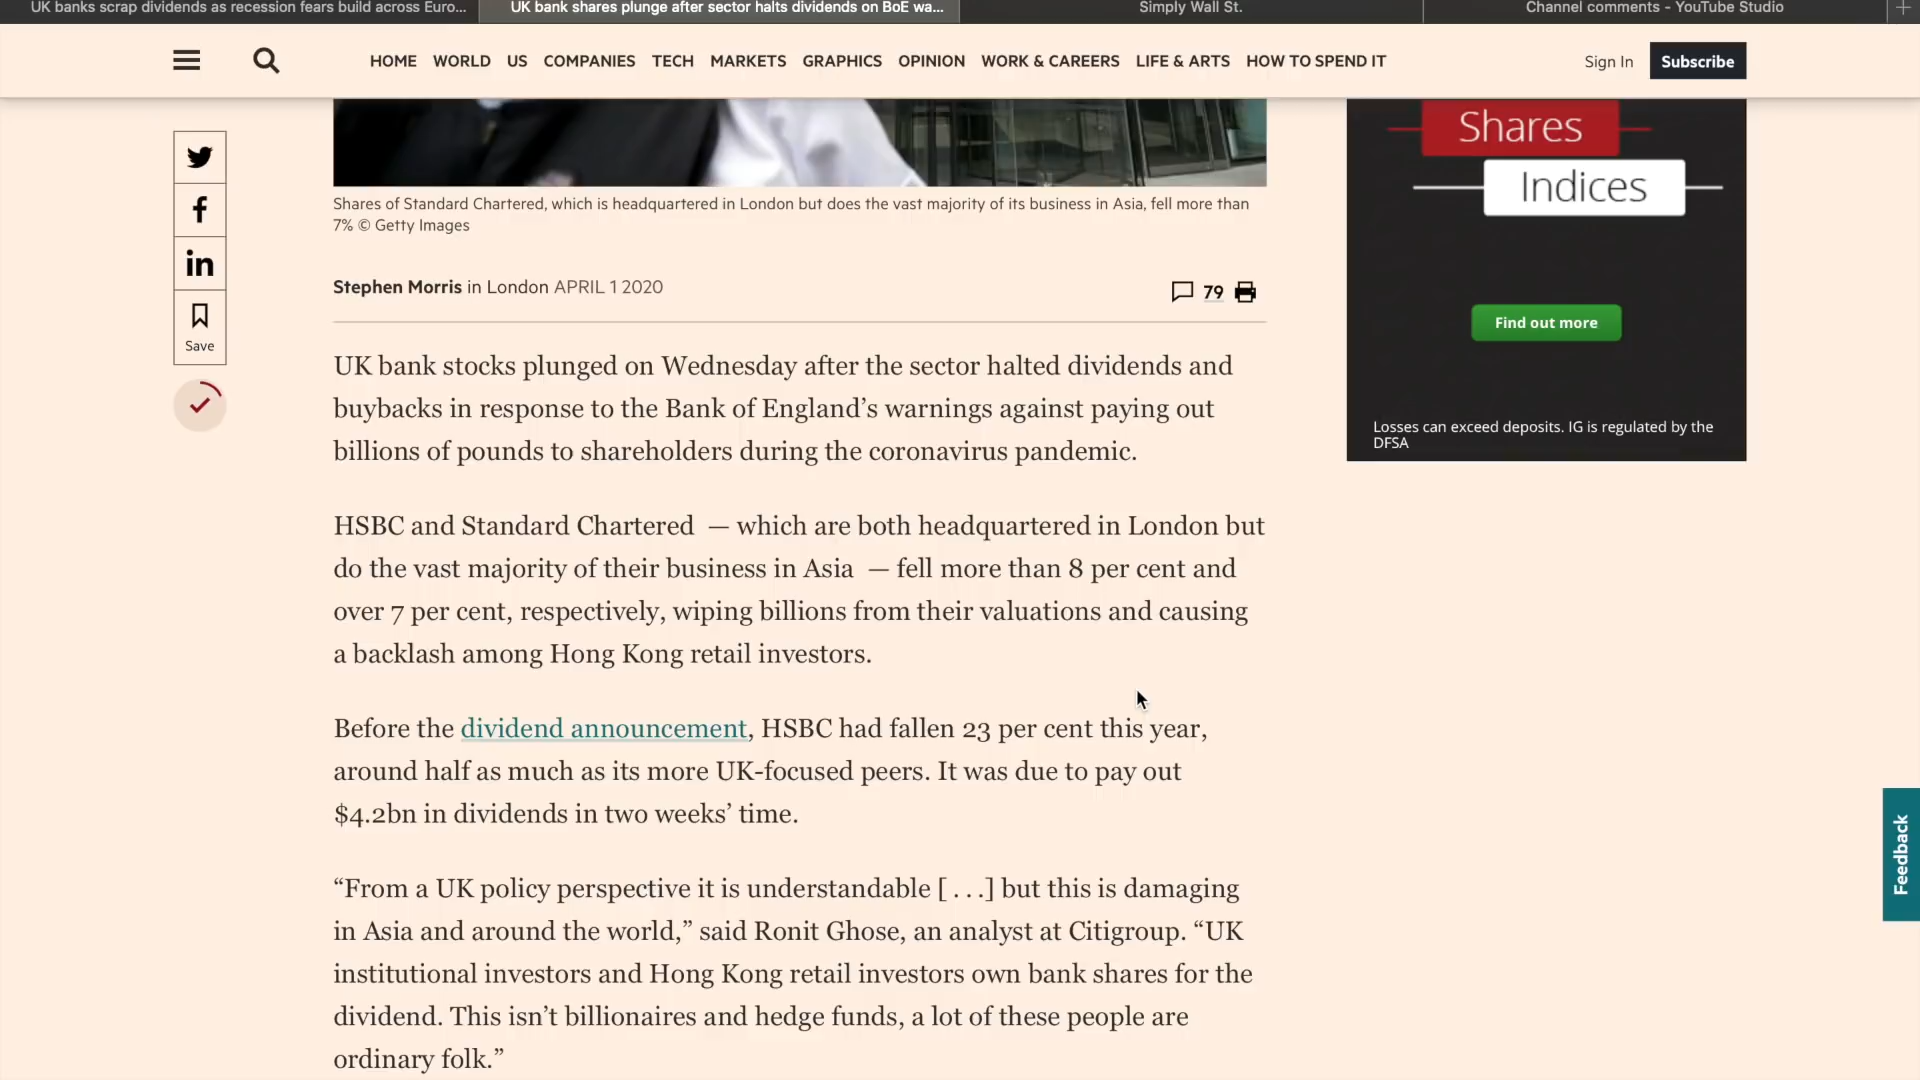 UK banks scrap dividends as recession fears build across Euro...
UK bank shares plunge after sector halts dividends on BoE wa...
Simply Wall St.
Channel comments - YouTube Studio
HOME WORLD US COMPANIES TECH MARKETS GRAPHICS OPINION WORK & CAREERS LIFE & ARTS HOW TO SPEND IT
Sign In
Subscribe
Save
Shares of Standard Chartered, which is headquartered in London but does the vast majority of its business in Asia, fell more than
7% © Getty Images
Stephen Morris in London APRIL 1 2020
79
UK bank stocks plunged on Wednesday after the sector halted dividends and
buybacks in response to the Bank of England’s warnings against paying out
billions of pounds to shareholders during the coronavirus pandemic.
HSBC and Standard Chartered — which are both headquartered in London but
do the vast majority of their business in Asia — fell more than 8 per cent and
over 7 per cent, respectively, wiping billions from their valuations and causing
a backlash among Hong Kong retail investors.
Before the dividend announcement, HSBC had fallen 23 per cent this year,
around half as much as its more UK-focused peers. It was due to pay out
$4.2bn in dividends in two weeks’ time.
“From a UK policy perspective it is understandable [ . . .] but this is damaging
in Asia and around the world,” said Ronit Ghose, an analyst at Citigroup. “UK
institutional investors and Hong Kong retail investors own bank shares for the
dividend. This isn’t billionaires and hedge funds, a lot of these people are
ordinary folk.”
Shares
Indices
Find out more
Losses can exceed deposits. IG is regulated by the
DFSA
Feedback